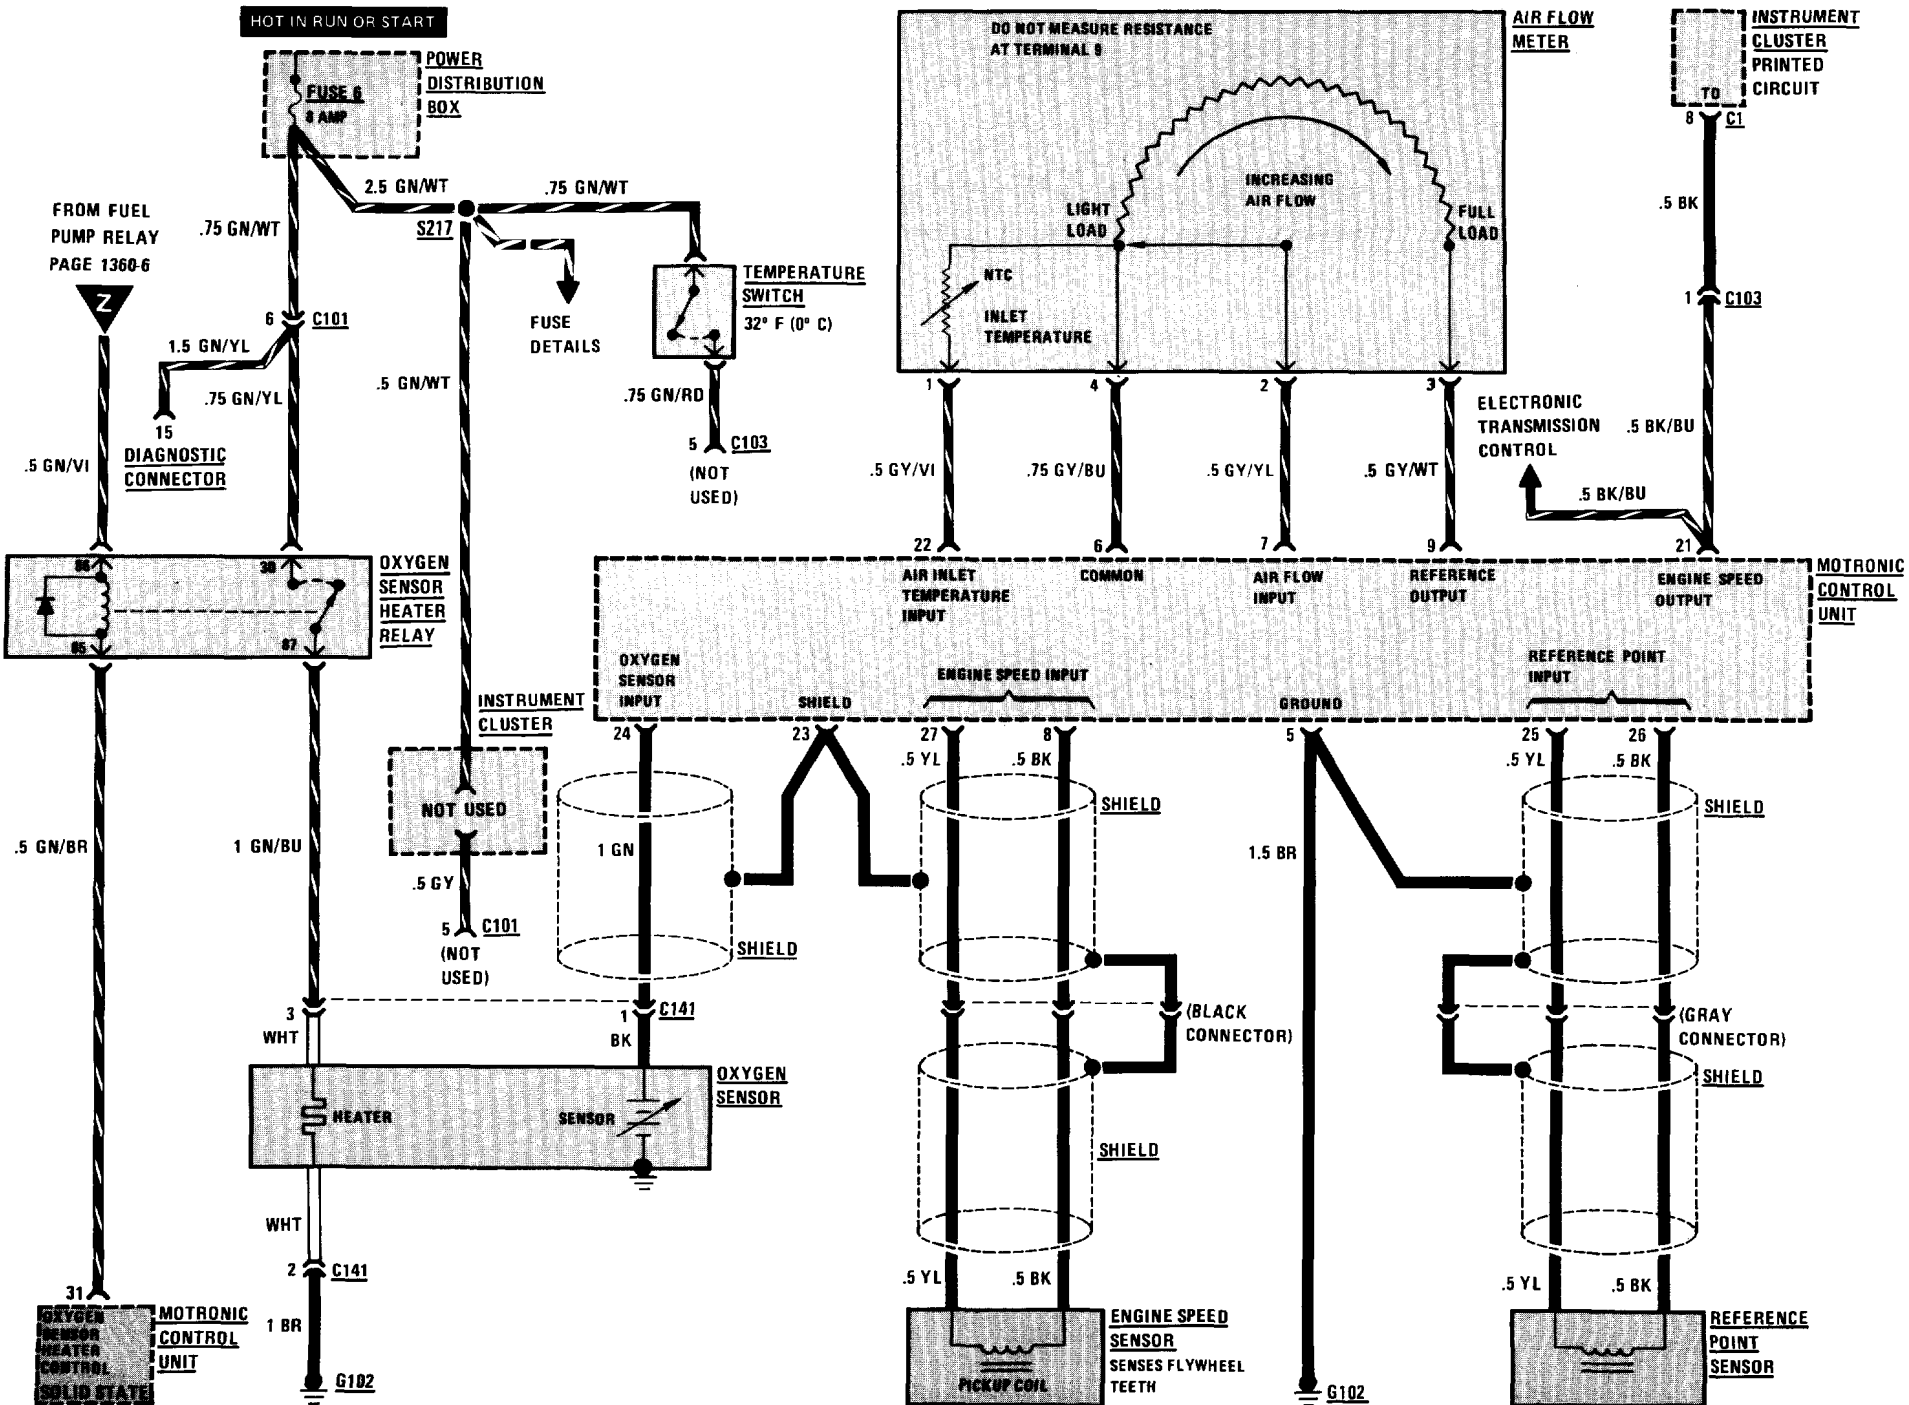 HOT IN RUN OR START
POWER
DISTRIBUTION
BOX
FUSE 6
8 AMP
2.5 GN/WT
.75 GN/WT
S217
FROM FUEL
PUMP RELAY
PAGE 1360-6
Z
.75 GN/WT
6
C101
1.5 GN/YL
.75 GN/YL
15
DIAGNOSTIC
CONNECTOR
.5 GN/VI
.5 GN/WT
FUSE
DETAILS
TEMPERATURE
SWITCH
32° F (0° C)
.75 GN/RD
5
C103
(NOT
USED)
DO NOT MEASURE RESISTANCE
AT TERMINAL 9
AIR FLOW
METER
INCREASING
AIR FLOW
LIGHT
LOAD
FULL
LOAD
NTC
INLET
TEMPERATURE
1
4
2
3
.5 GY/VI
.75 GY/BU
.5 GY/YL
.5 GY/WT
22
6
7
9
21
INSTRUMENT
CLUSTER
PRINTED
CIRCUIT
TD
8
C1
.5 BK
1
C103
ELECTRONIC
TRANSMISSION
CONTROL
.5 BK/BU
.5 BK/BU
86
30
85
87
OXYGEN
SENSOR
HEATER
RELAY
AIR INLET
TEMPERATURE
INPUT
COMMON
AIR FLOW
INPUT
REFERENCE
OUTPUT
ENGINE SPEED
OUTPUT
MOTRONIC
CONTROL
UNIT
OXYGEN
SENSOR
INPUT
SHIELD
ENGINE SPEED INPUT
GROUND
REFERENCE POINT
INPUT
24
23
27
8
5
25
26
INSTRUMENT
CLUSTER
NOT USED
.5 GY
5
C101
(NOT
USED)
.5 GN/BR
1 GN/BU
1 GN
SHIELD
.5 YL
.5 BK
SHIELD
1.5 BR
.5 YL
.5 BK
SHIELD
3
WHT
1
C141
BK
(BLACK
CONNECTOR)
(GRAY
CONNECTOR)
SHIELD
SHIELD
OXYGEN
SENSOR
HEATER
SENSOR
WHT
2
C141
1 BR
G102
31
OXYGEN
SENSOR
HEATER
CONTROL
SOLID STATE
MOTRONIC
CONTROL
UNIT
.5 YL
.5 BK
ENGINE SPEED
SENSOR
SENSES FLYWHEEL
TEETH
PICKUP COIL
G102
.5 YL
.5 BK
REFERENCE
POINT
SENSOR